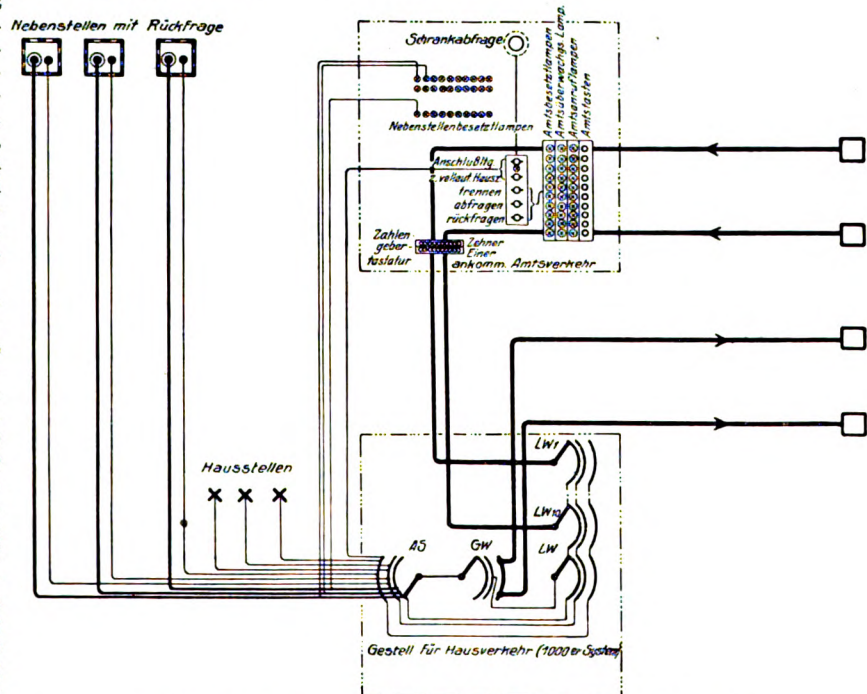 Nebenstellen mit Rückfrage
Schrankabfrage
Nebenstellenbesetztlampen
Amtsbesetztlampen
Amtsüberwachgs. Lamp.
Amtsanruflampen
Amtstasten
Anschlußltg
z. vollaut. Hausz.
trennen
abfragen
rückfragen
Zahlen-
geber-
tastatur
Zehner
Einer
ankomm. Amtsverkehr
Hausstellen
LW1
LW10
AS
GW
LW
Gestell für Hausverkehr (1000er System)